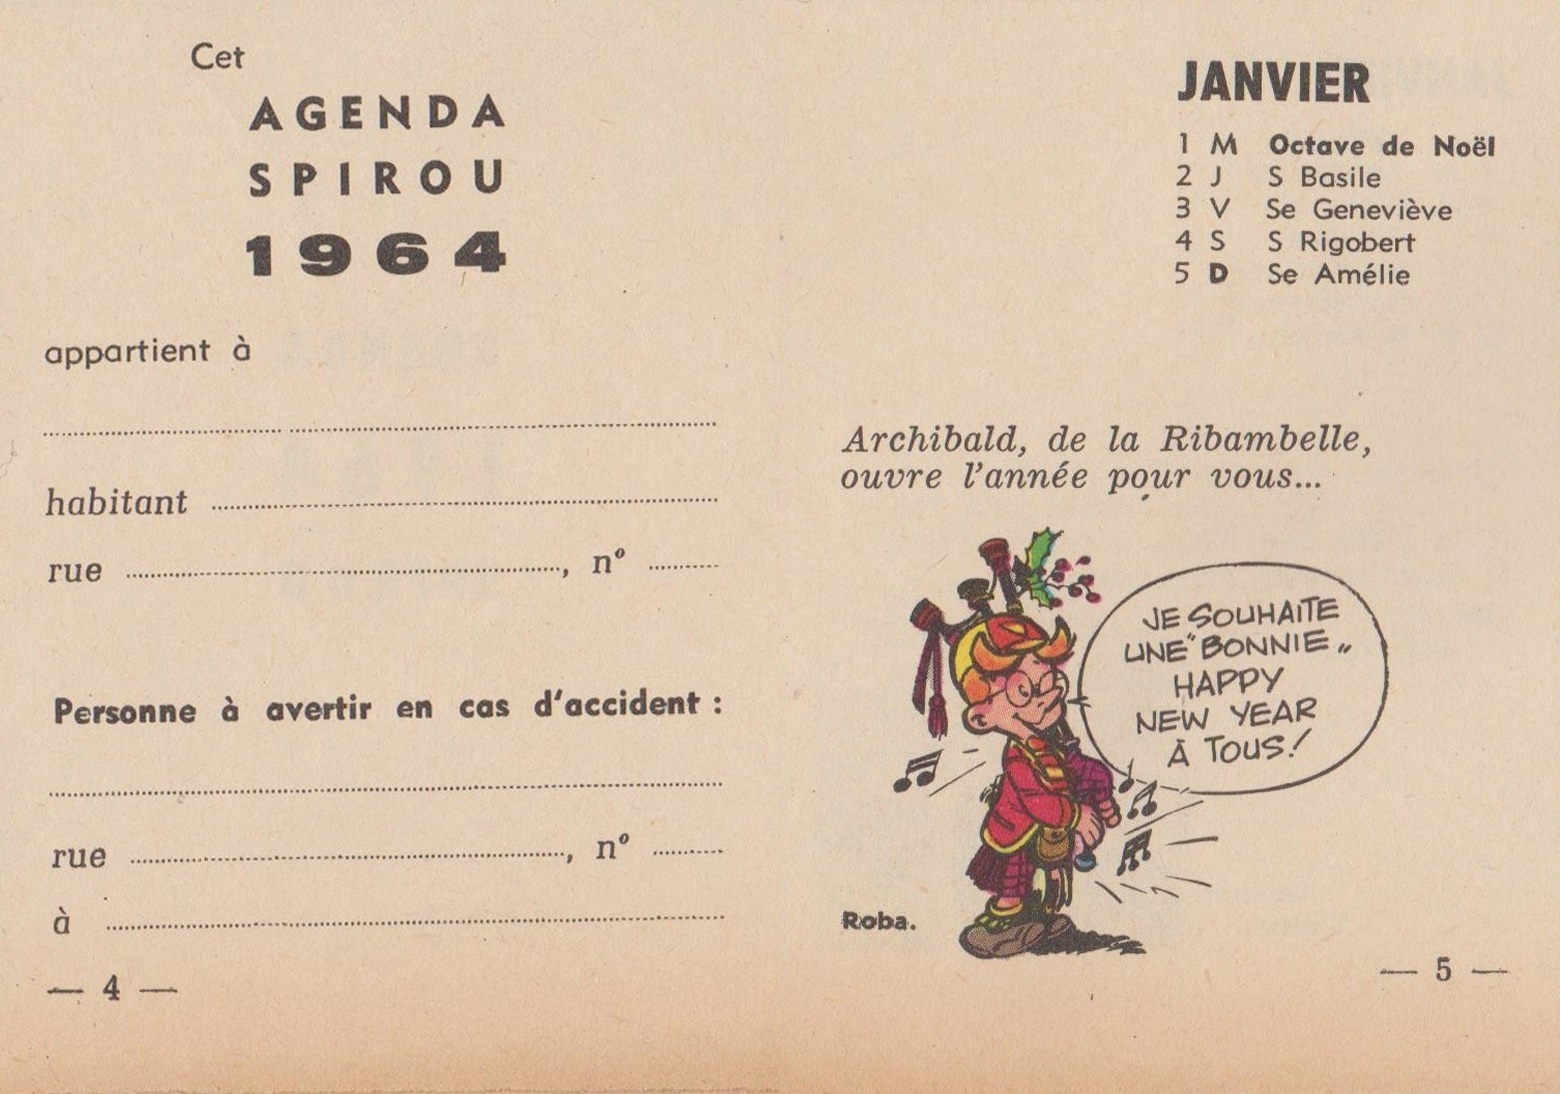 Cet
AGENDA
SPIROU
1964
appartient à
habitant
rue , n°
Personne à avertir en cas d'accident :
rue , n°
à
— 4 —
JANVIER
1 M Octave de Noël
2 J S Basile
3 V Se Geneviève
4 S S Rigobert
5 D Se Amélie
Archibald, de la Ribambelle,
ouvre l'année pour vous...
JE SOUHAITE
UNE "BONNIE„
HAPPY
NEW YEAR
À TOUS!
Roba.
— 5 —